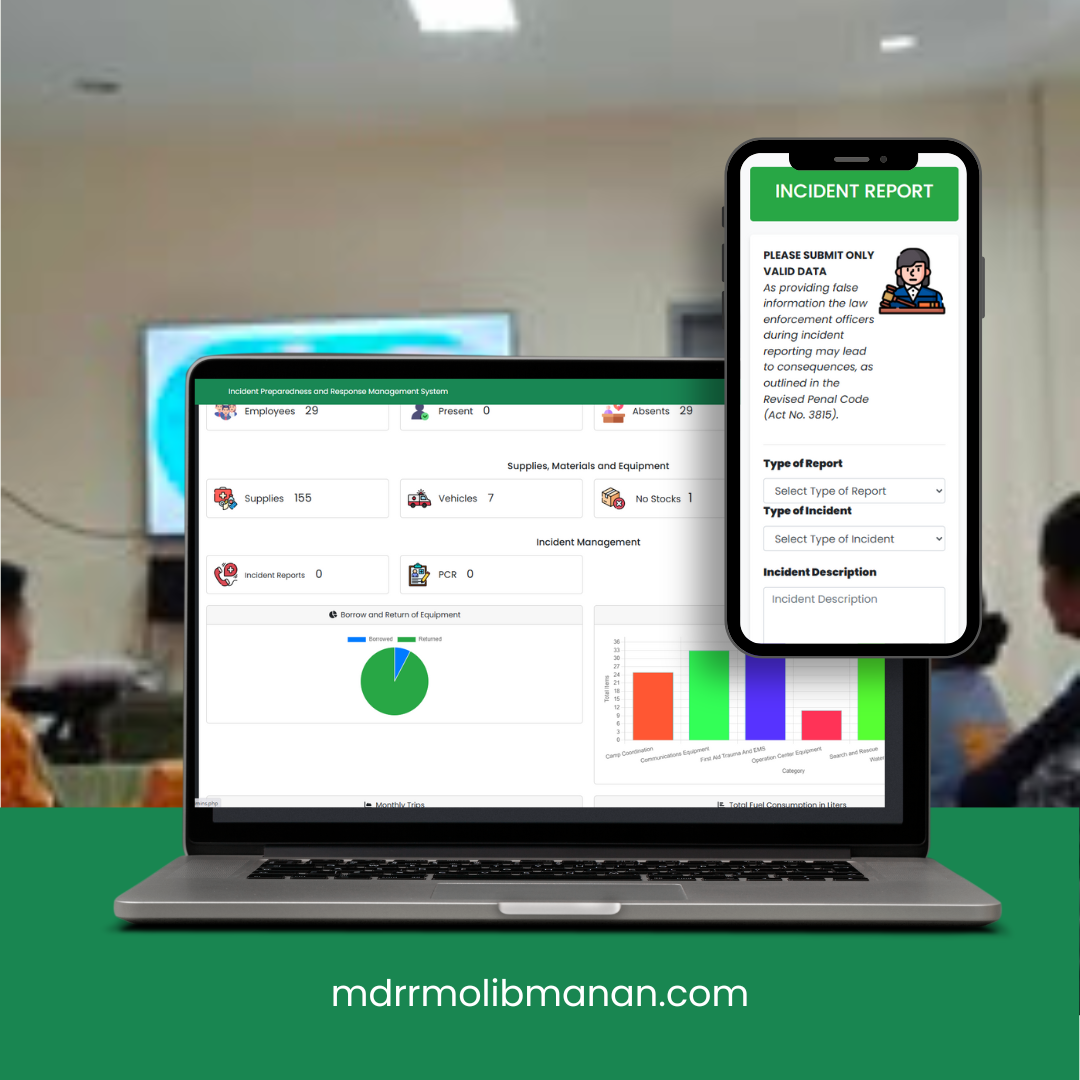 INCIDENT REPORT
PLEASE SUBMIT ONLY
VALID DATA
As providing false
information the law
enforcement officers
during incident
reporting may lead
to consequences, as
outlined in the
Revised Penal Code
(Act No. 3815).
Type of Report
Select Type of Report
Type of Incident
Select Type of Incident
Incident Description
Incident Description
Incident Preparedness and Response Management System
Employees 29
Present 0
Absents 29
Supplies, Materials and Equipment
Supplies 155
Vehicles 7
No Stocks 1
Incident Management
Incident Reports 0
PCR 0
Borrow and Return of Equipment
Borrowed Returned
36
33
30
27
24
21
18
15
12
9
6
3
0
Total Items
Camp Coordination
Communications Equipment
First Aid Trauma And EMS
Operation Center Equipment
Search and Rescue
Water
Category
Monthly Trips
Total Fuel Consumption in Liters
mdrrmolibmanan.com